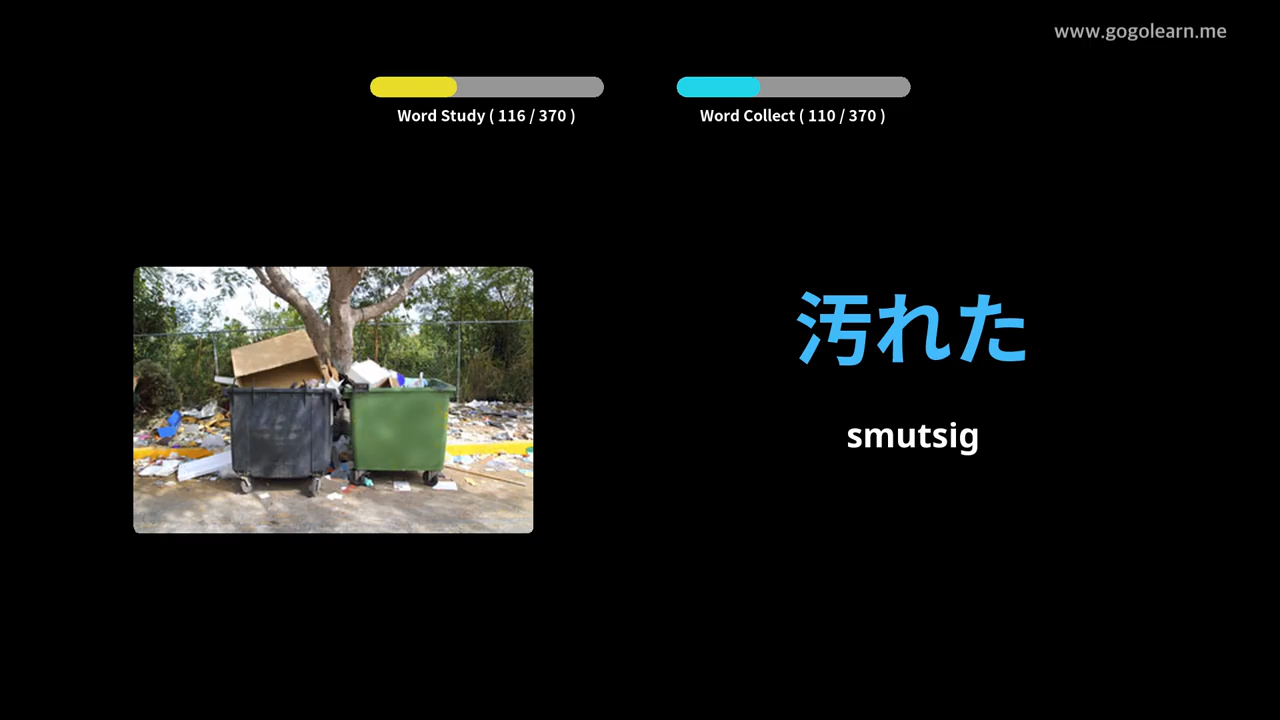 www.gogolearn.me
Word Study ( 116 / 370 )
Word Collect ( 110 / 370 )
汚れた
smutsig